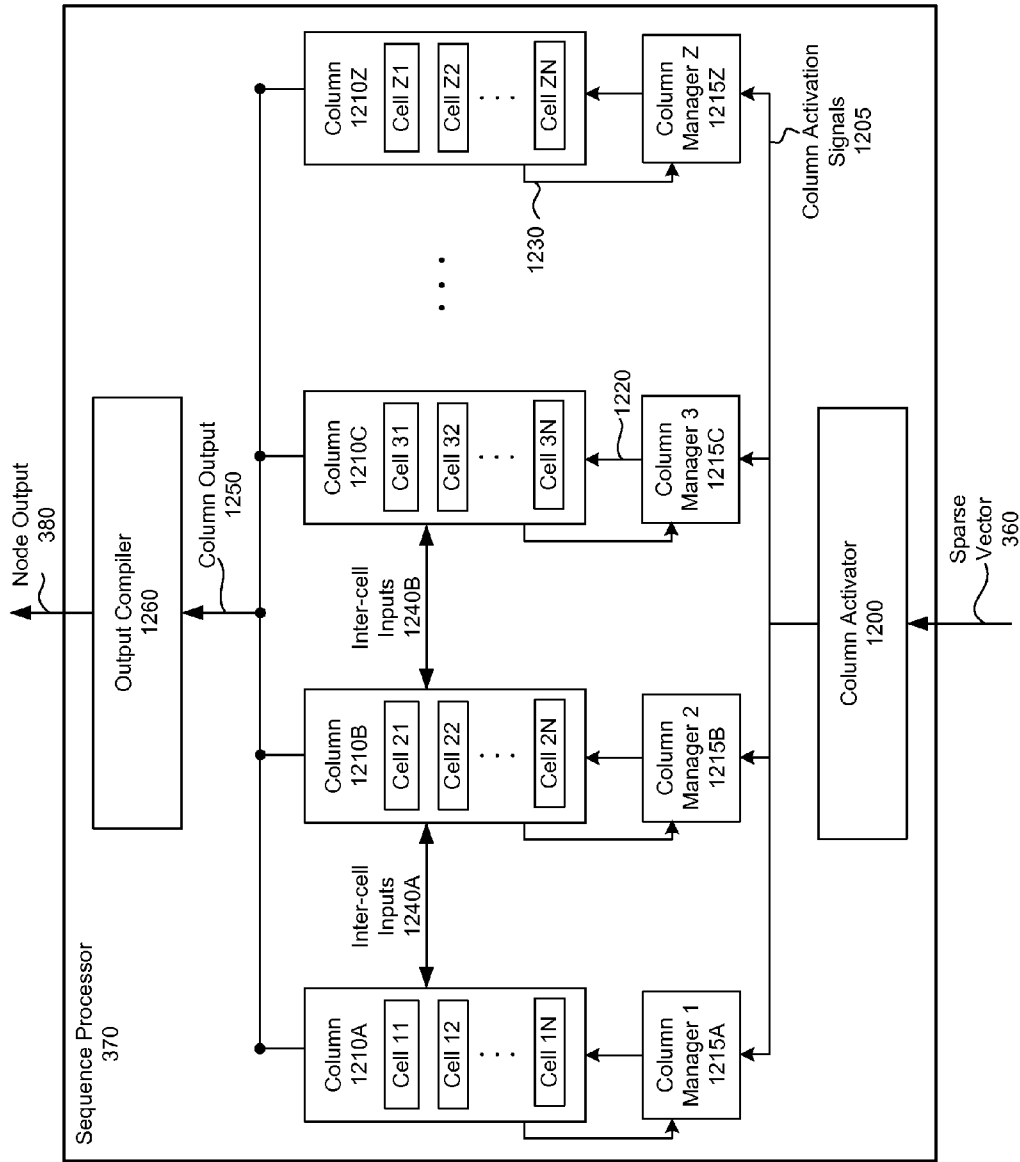 Sequence Processor
370
Node Output
380
Output Compiler
1260
Column Output
1250
Column
1210A
Cell 11
Cell 12
. . .
Cell 1N
Inter-cell
Inputs
1240A
Column
1210B
Cell 21
Cell 22
. . .
Cell 2N
Inter-cell
Inputs
1240B
Column
1210C
Cell 31
Cell 32
. . .
Cell 3N
. . .
Column
1210Z
Cell Z1
Cell Z2
. . .
Cell ZN
1220
1230
Column
Manager 1
1215A
Column
Manager 2
1215B
Column
Manager 3
1215C
Column
Manager Z
1215Z
Column Activation
Signals
1205
Column Activator
1200
Sparse
Vector
360